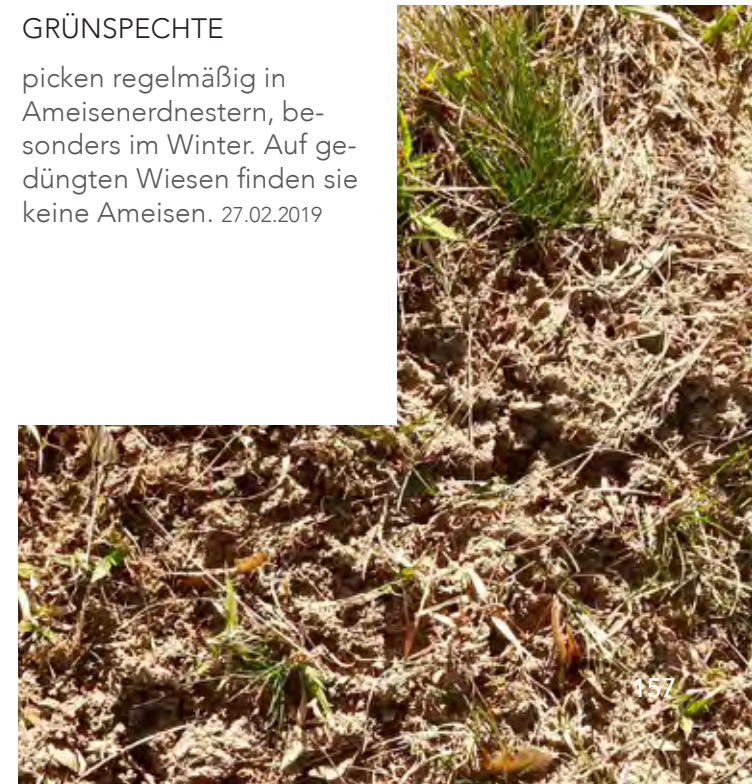 GRÜNSPECHTE
picken regelmäßig in
Ameisenerdnestern, be-
sonders im Winter. Auf ge-
düngten Wiesen finden sie
keine Ameisen. 27.02.2019
157